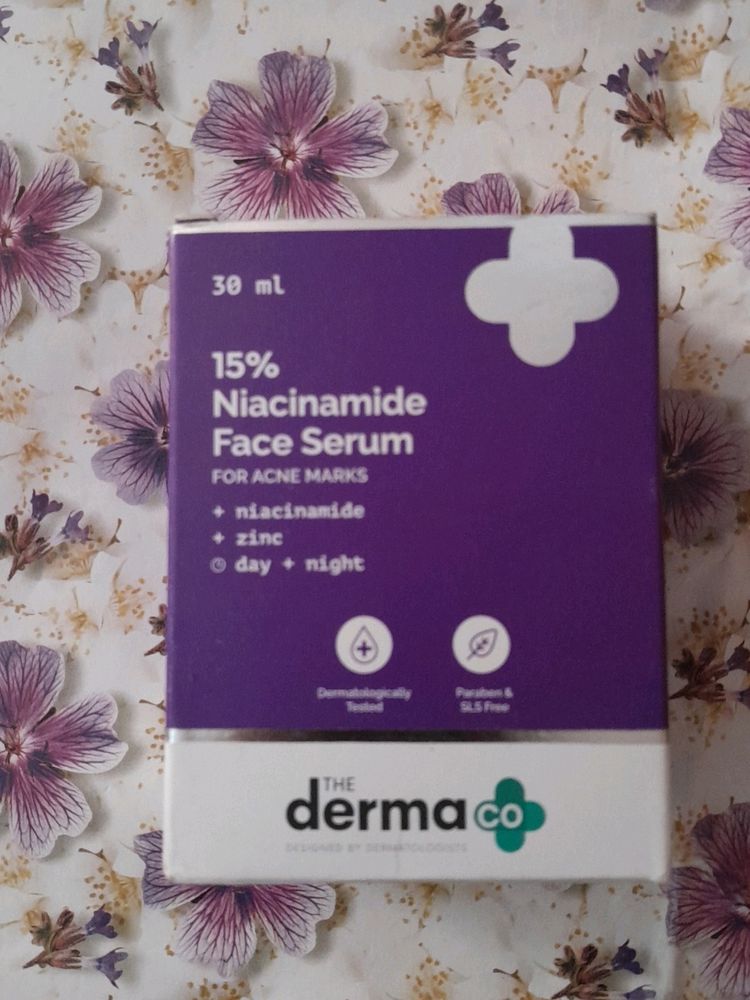 30 ml
15%
Niacinamide
Face Serum
FOR ACNE MARKS
+ niacinamide
+ zinc
day + night
Dermatologically
Tested
Paraben &
SLS Free
THE
derma co
DESIGNED BY DERMATOLOGISTS